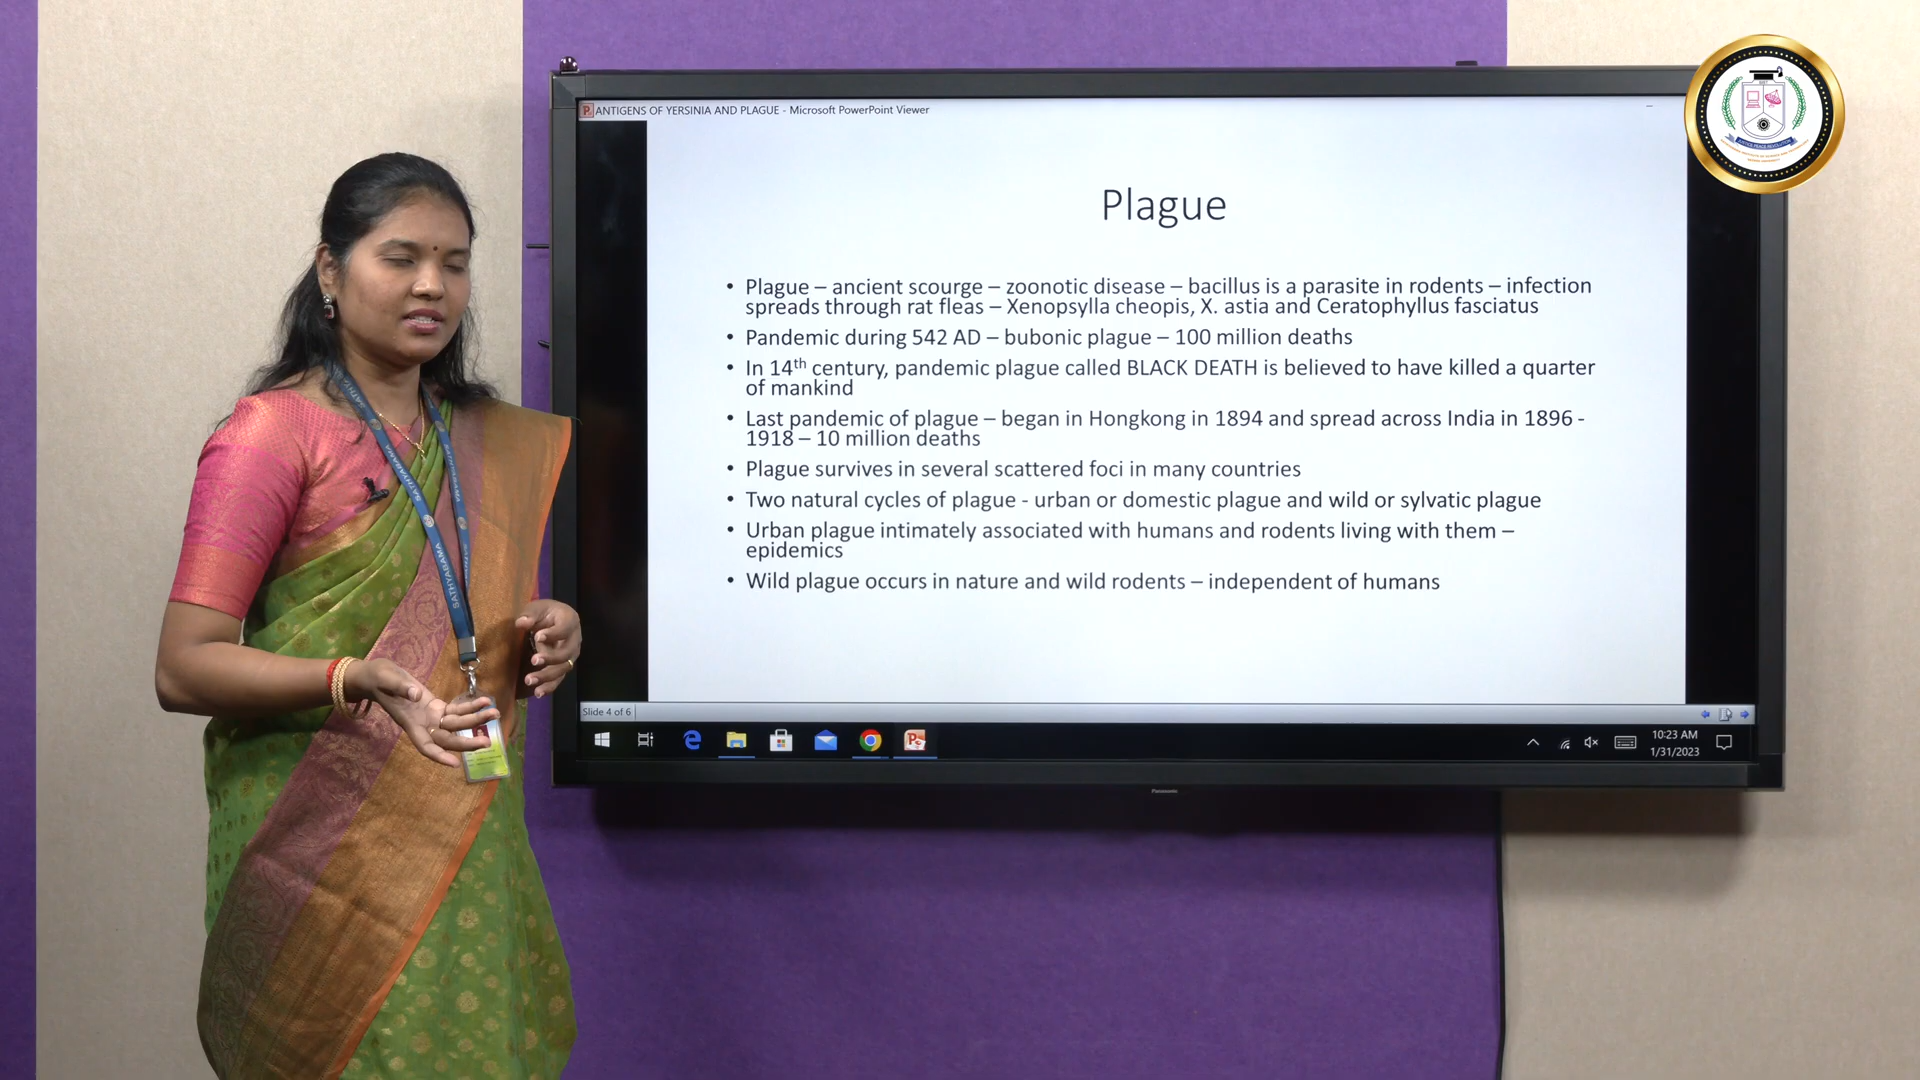 ANTIGENS OF YERSINIA AND PLAGUE - Microsoft PowerPoint Viewer
Plague
• Plague – ancient scourge – zoonotic disease – bacillus is a parasite in rodents – infection
spreads through rat fleas – Xenopsylla cheopis, X. astia and Ceratophyllus fasciatus
• Pandemic during 542 AD – bubonic plague – 100 million deaths
• In 14th century, pandemic plague called BLACK DEATH is believed to have killed a quarter
of mankind
• Last pandemic of plague – began in Hongkong in 1894 and spread across India in 1896 -
1918 – 10 million deaths
• Plague survives in several scattered foci in many countries
• Two natural cycles of plague - urban or domestic plague and wild or sylvatic plague
• Urban plague intimately associated with humans and rodents living with them –
epidemics
• Wild plague occurs in nature and wild rodents – independent of humans
Slide 4 of 6
10:23 AM
1/31/2023
Panasonic
SATHYABAMA
SATHYABAMA